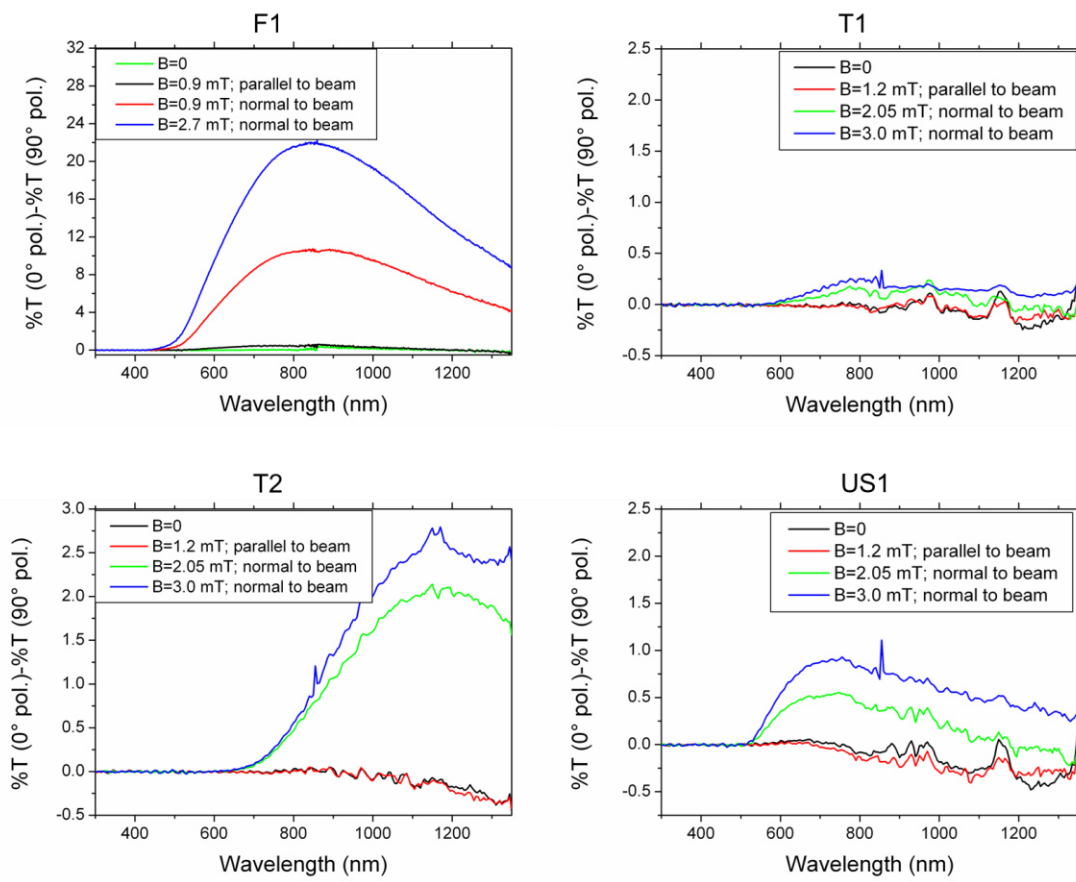 F1
32
28
24
20
16
12
8
4
0
%T (0° pol.)-%T (90° pol.)
B=0
B=0.9 mT; parallel to beam
B=0.9 mT; normal to beam
B=2.7 mT; normal to beam
400 600 800 1000 1200
Wavelength (nm)
T1
2.5
2.0
1.5
1.0
0.5
0.0
-0.5
%T (0° pol.)-%T (90° pol.)
B=0
B=1.2 mT; parallel to beam
B=2.05 mT; normal to beam
B=3.0 mT; normal to beam
400 600 800 1000 1200
Wavelength (nm)
T2
3.0
2.5
2.0
1.5
1.0
0.5
0.0
-0.5
%T (0° pol.)-%T (90° pol.)
B=0
B=1.2 mT; parallel to beam
B=2.05 mT; normal to beam
B=3.0 mT; normal to beam
400 600 800 1000 1200
Wavelength (nm)
US1
2.5
2.0
1.5
1.0
0.5
0.0
-0.5
%T (0° pol.)-%T (90° pol.)
B=0
B=1.2 mT; parallel to beam
B=2.05 mT; normal to beam
B=3.0 mT; normal to beam
400 600 800 1000 1200
Wavelength (nm)